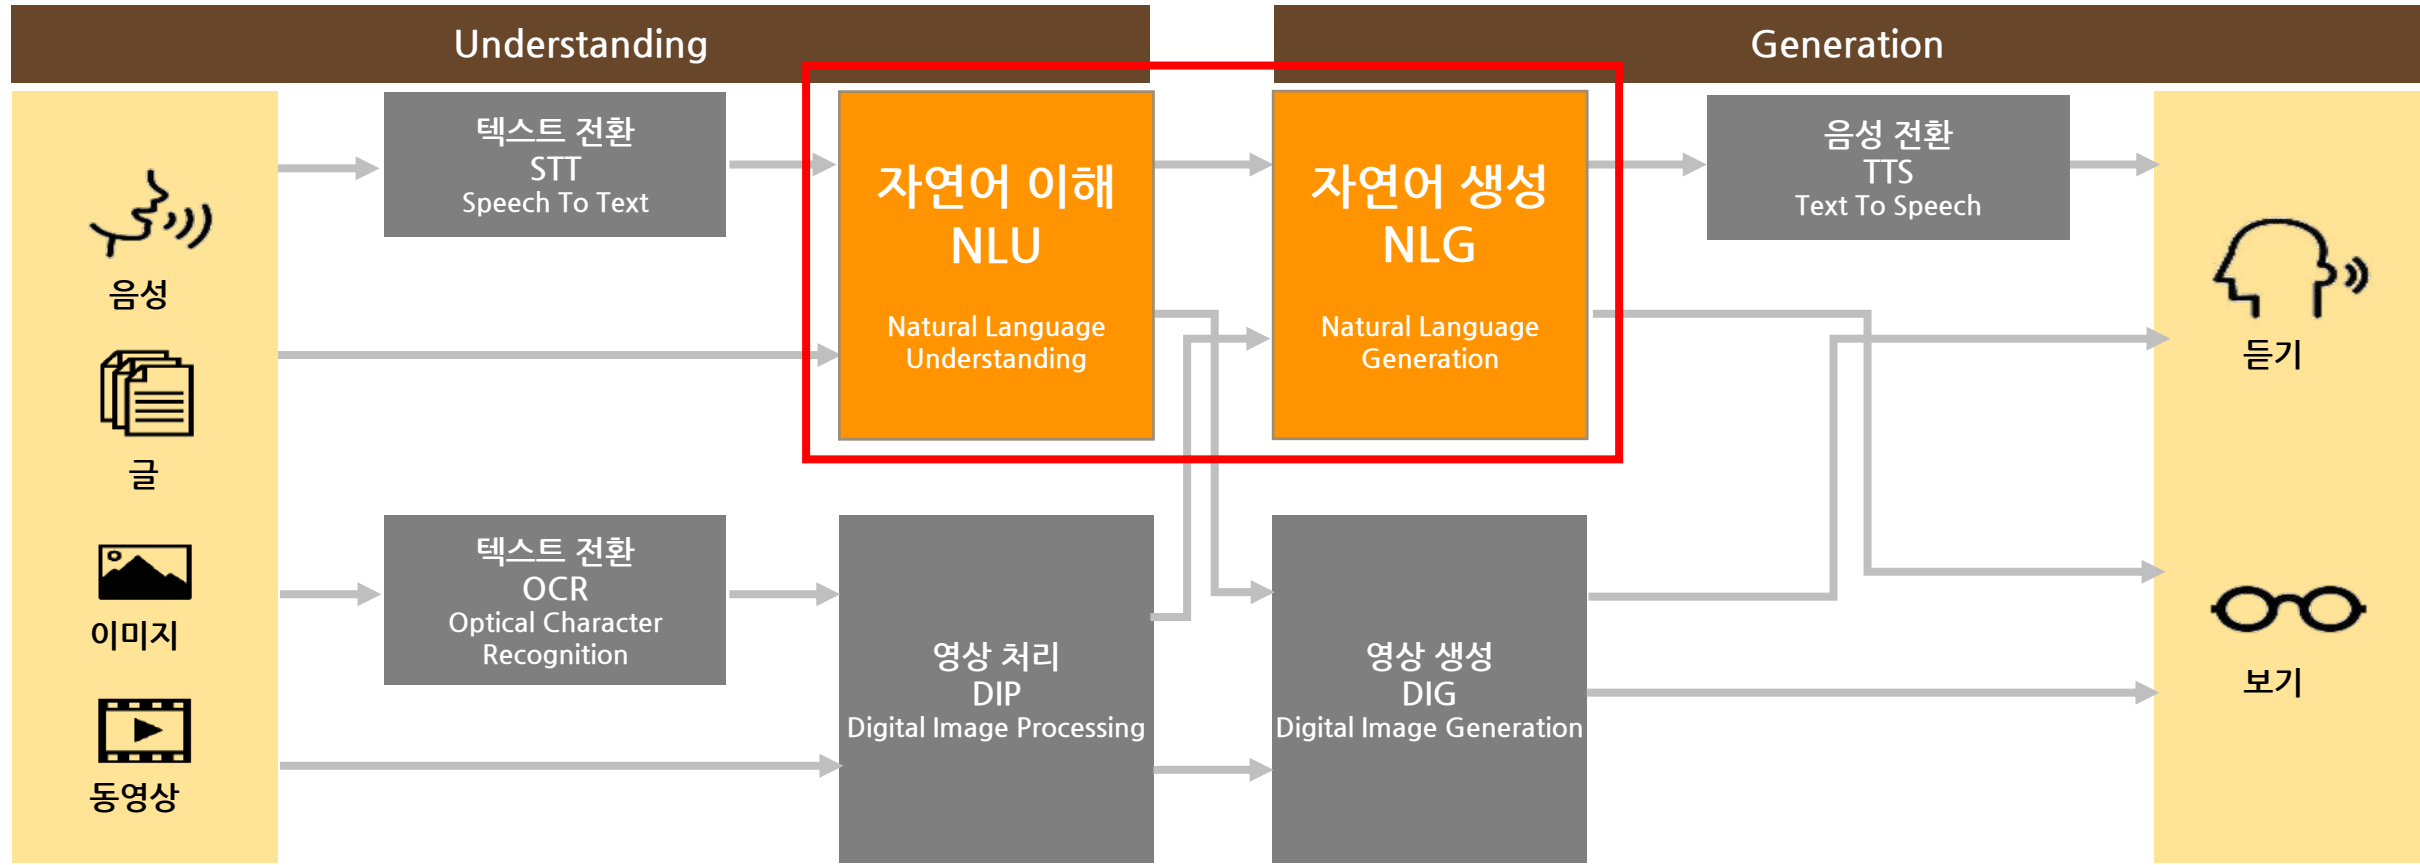 Understanding
Generation
음성
글
이미지
동영상
텍스트 전환
STT
Speech To Text
텍스트 전환
OCR
Optical Character
Recognition
자연어 이해
NLU
Natural Language
Understanding
영상 처리
DIP
Digital Image Processing
자연어 생성
NLG
Natural Language
Generation
영상 생성
DIG
Digital Image Generation
음성 전환
TTS
Text To Speech
듣기
보기